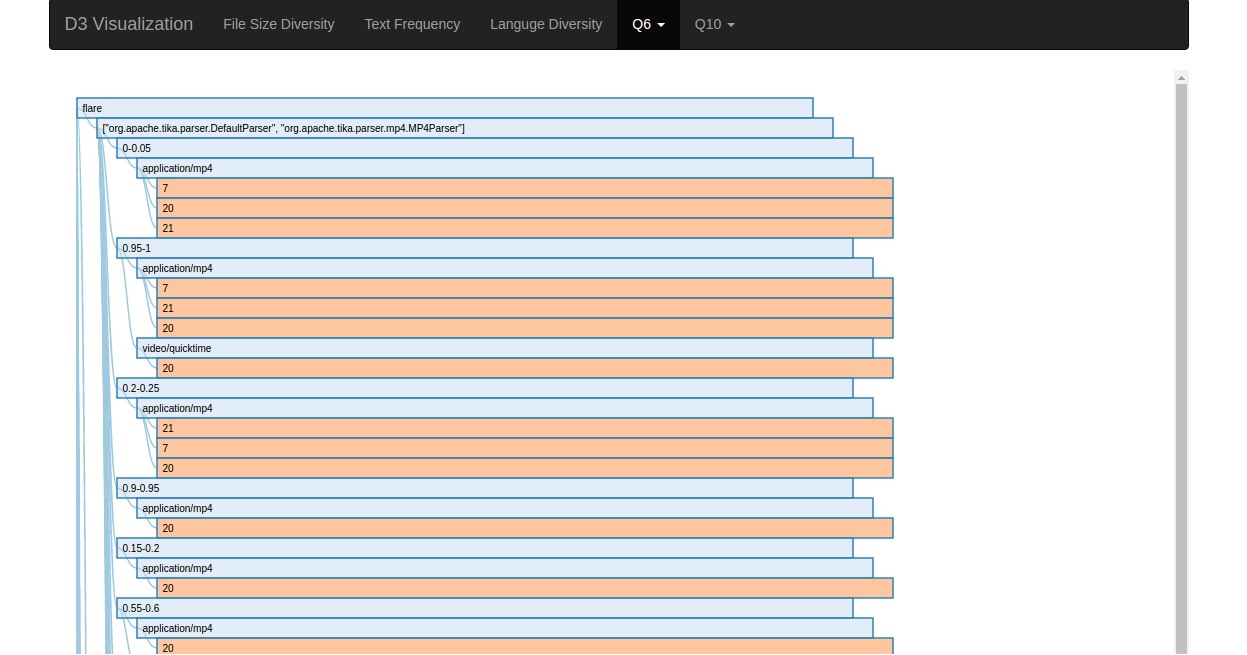 D3 Visualization File Size Diversity Text Frequency Languge Diversity Q6 Q10
flare
["org.apache.tika.parser.DefaultParser", "org.apache.tika.parser.mp4.MP4Parser"]
0-0.05
application/mp4
7
20
21
0.95-1
application/mp4
7
21
20
video/quicktime
20
0.2-0.25
application/mp4
21
7
20
0.9-0.95
application/mp4
20
0.15-0.2
application/mp4
20
0.55-0.6
application/mp4
20